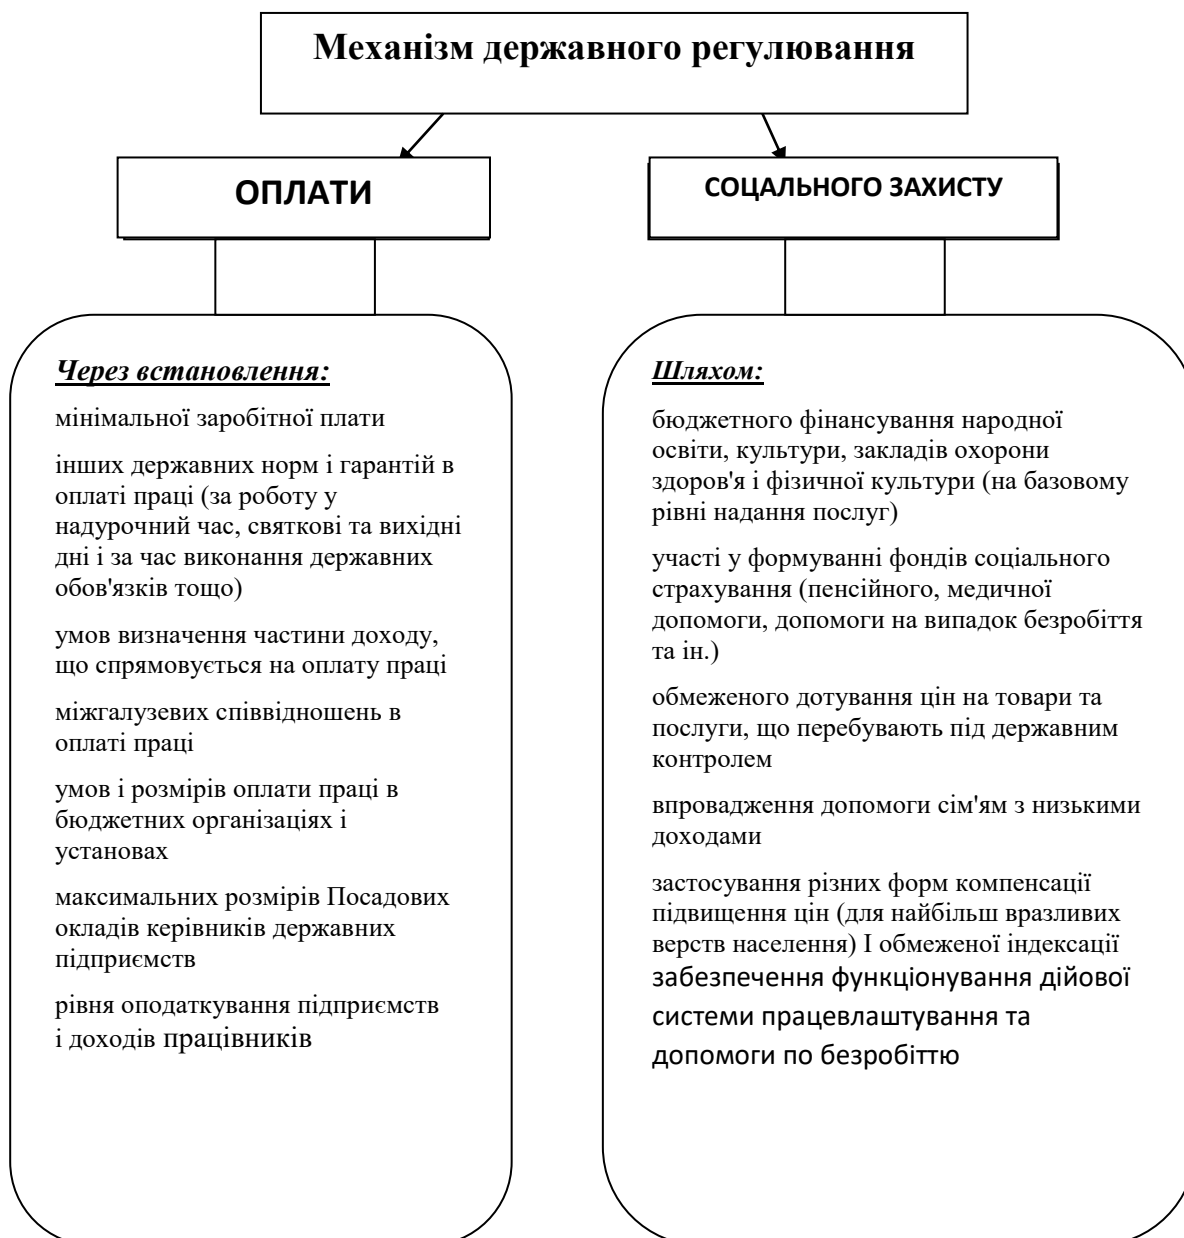 Механізм державного регулювання
ОПЛАТИ
СОЦАЛЬНОГО ЗАХИСТУ
Через встановлення:
мінімальної заробітної плати
інших державних норм і гарантій в
оплаті праці (за роботу у
надурочний час, святкові та вихідні
дні і за час виконання державних
обов'язків тощо)
умов визначення частини доходу,
що спрямовується на оплату праці
міжгалузевих співвідношень в
оплаті праці
умов і розмірів оплати праці в
бюджетних організаціях і
установах
максимальних розмірів Посадових
окладів керівників державних
підприємств
рівня оподаткування підприємств
і доходів працівників
Шляхом:
бюджетного фінансування народної
освіти, культури, закладів охорони
здоров'я і фізичної культури (на базовому
рівні надання послуг)
участі у формуванні фондів соціального
страхування (пенсійного, медичної
допомоги, допомоги на випадок безробіття
та ін.)
обмеженого дотування цін на товари та
послуги, що перебувають під державним
контролем
впровадження допомоги сім'ям з низькими
доходами
застосування різних форм компенсації
підвищення цін (для найбільш вразливих
верств населення) І обмеженої індексації
забезпечення функціонування дійової
системи працевлаштування та
допомоги по безробіттю